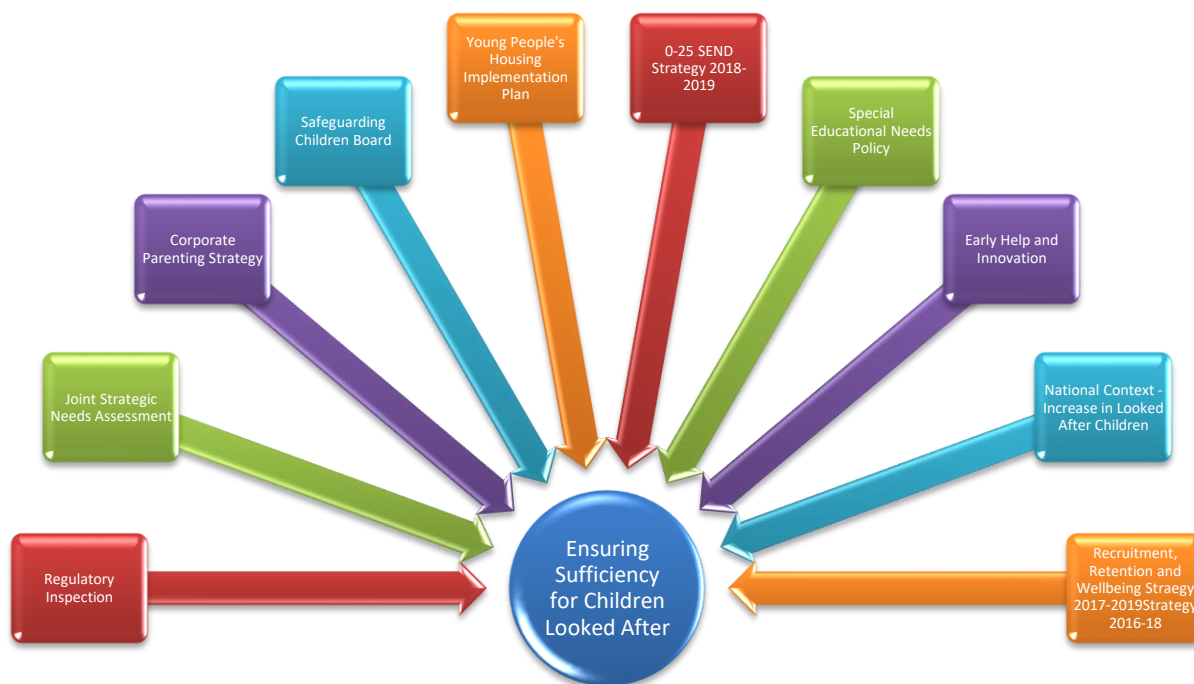 Young People's
Housing
Implementation
Plan
0-25 SEND
Strategy 2018-
2019
Safeguarding
Children Board
Special
Educational Needs
Policy
Corporate
Parenting Strategy
Early Help and
Innovation
Joint Strategic
Needs Assessment
National Context -
Increase in Looked
After Children
Regulatory
Inspection
Ensuring
Sufficiency
for Children
Looked After
Recruitment,
Retention and
Wellbeing Straegy
2017-2019Strategy
2016-18